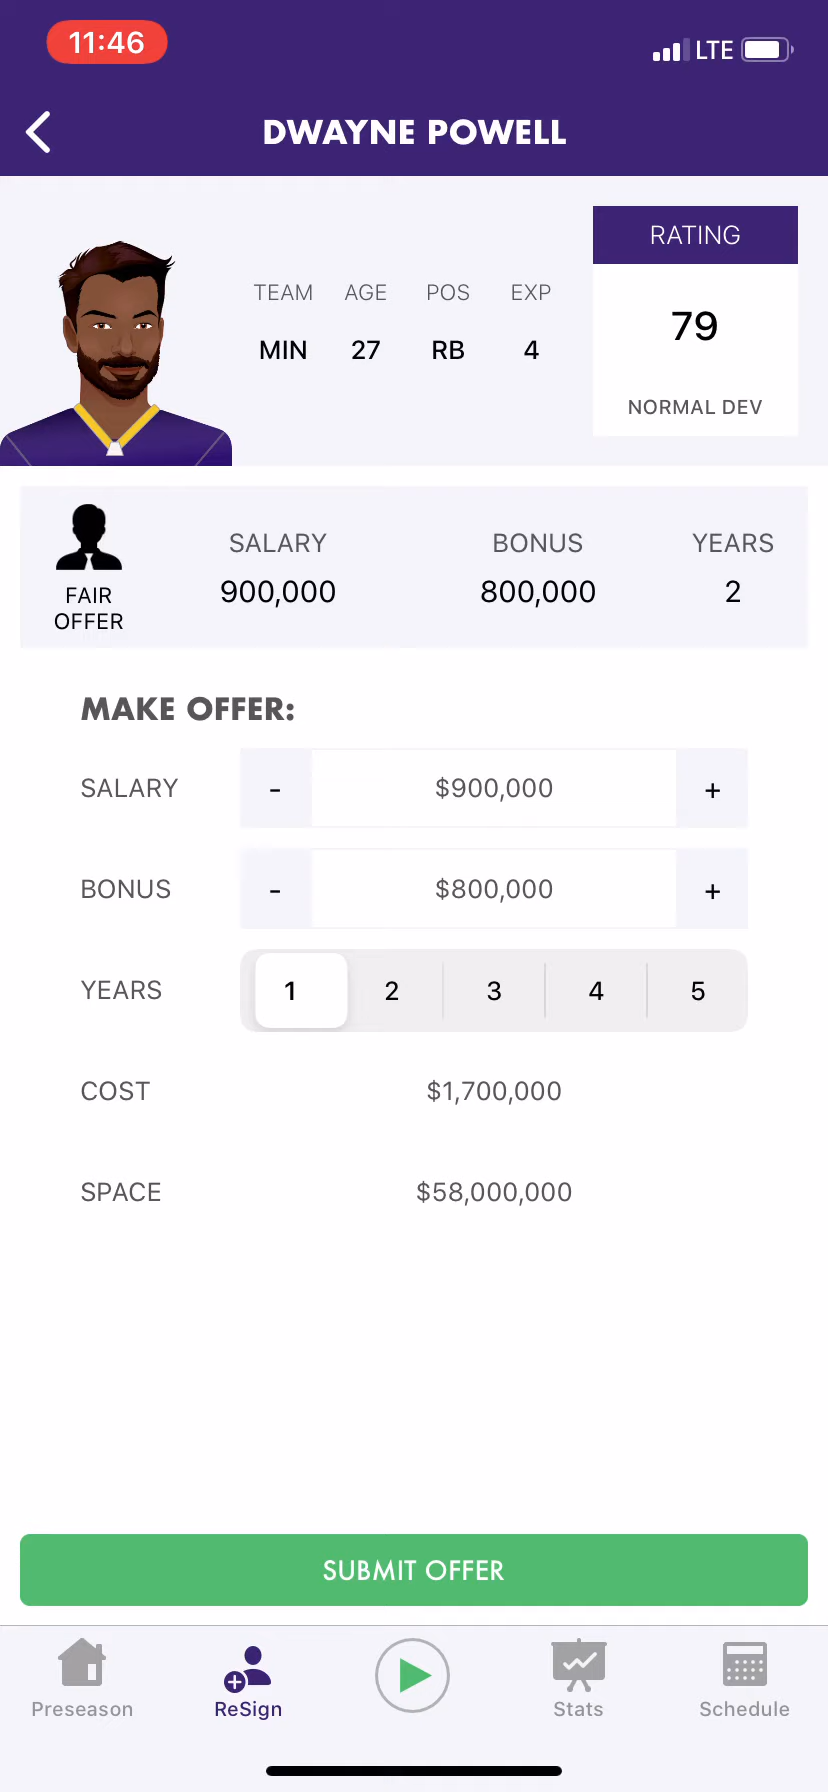 11:46 LTE
DWAYNE POWELL
TEAM AGE POS EXP
MIN 27 RB 4
RATING
79
NORMAL DEV
FAIR
OFFER
SALARY BONUS YEARS
900,000 800,000 2
MAKE OFFER:
SALARY - $900,000 +
BONUS - $800,000 +
YEARS 1 2 3 4 5
COST $1,700,000
SPACE $58,000,000
SUBMIT OFFER
Preseason ReSign Stats Schedule